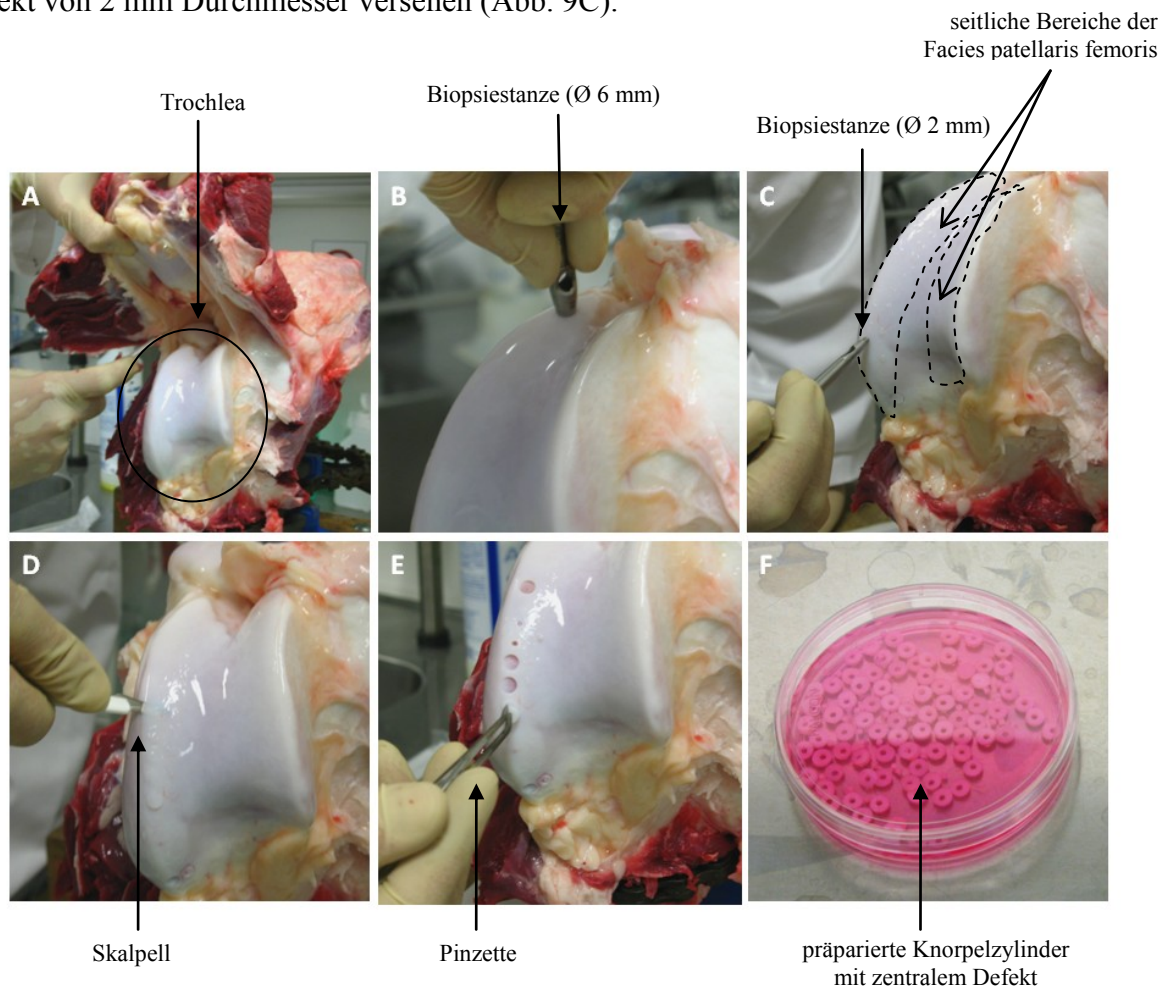 ekt von 2 mm Durchmesser versehen (Abb. 9C).
seitliche Bereiche der
Facies patellaris femoris
Trochlea
Biopsiestanze (Ø 6 mm)
Biopsiestanze (Ø 2 mm)
A
B
C
D
E
F
Skalpell
Pinzette
präparierte Knorpelzylinder
mit zentralem Defekt